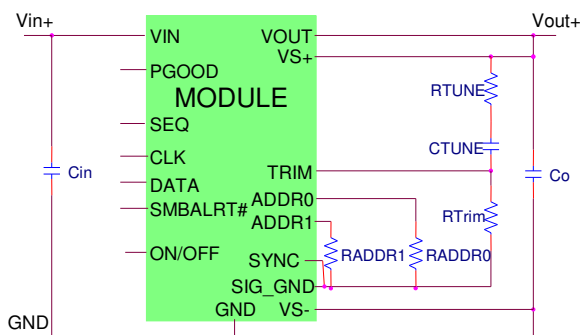 Vin+
Vout+
VIN
VOUT
VS+
PGOOD
RTUNE
MODULE
SEQ
CTUNE
CLK
TRIM
Cin
Co
DATA
ADDR0
SMBALRT#
RTrim
ADDR1
ON/OFF
SYNC
RADDR1
RADDR0
SIG_GND
GND
GND
VS-